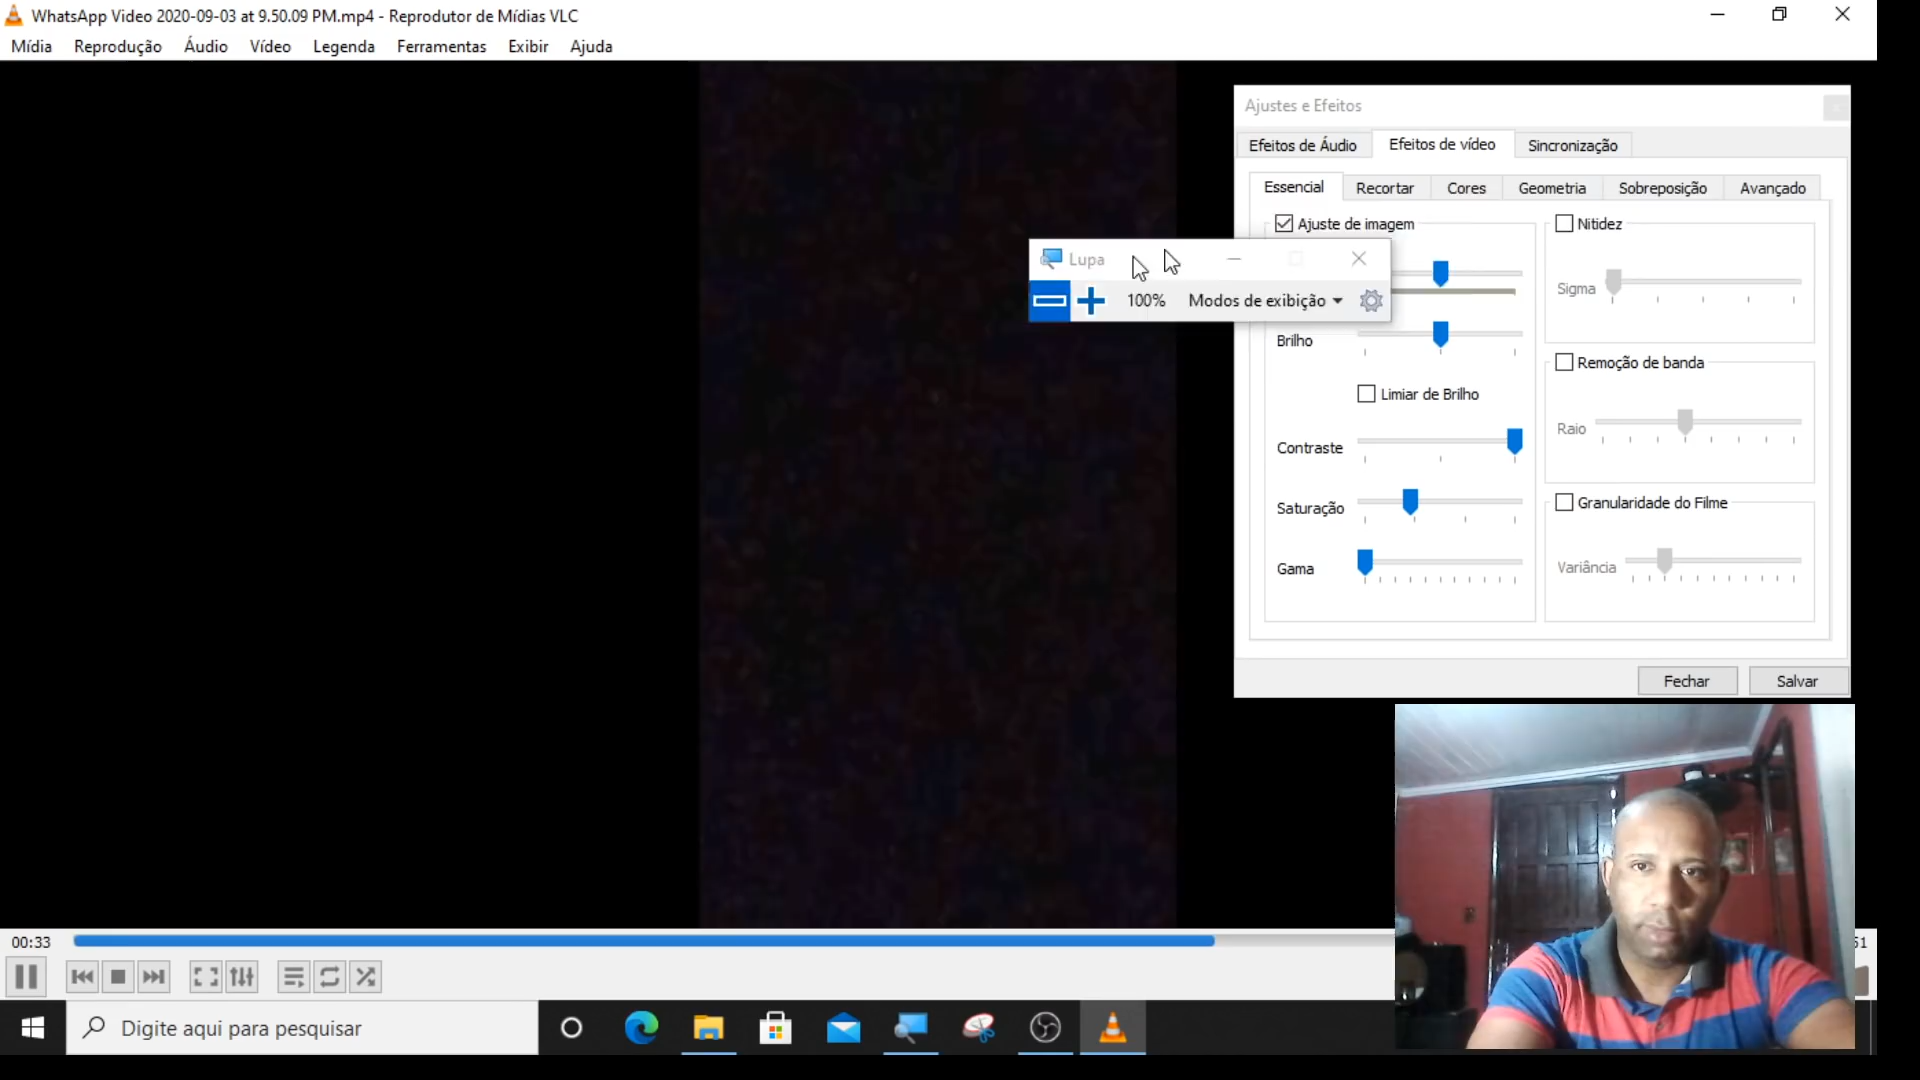 WhatsApp Video 2020-09-03 at 9.50.09 PM.mp4 - Reprodutor de Mídias VLC
Mídia Reprodução Áudio Vídeo Legenda Ferramentas Exibir Ajuda
Ajustes e Efeitos
Efeitos de Áudio Efeitos de vídeo Sincronização
Essencial Recortar Cores Geometria Sobreposição Avançado
Ajuste de imagem
Nitidez
Lupa
100% Modos de exibição
Sigma
Brilho
Remoção de banda
Limiar de Brilho
Raio
Contraste
Saturação
Granularidade do Filme
Gama
Variância
Fechar Salvar
00:33
51
Digite aqui para pesquisar